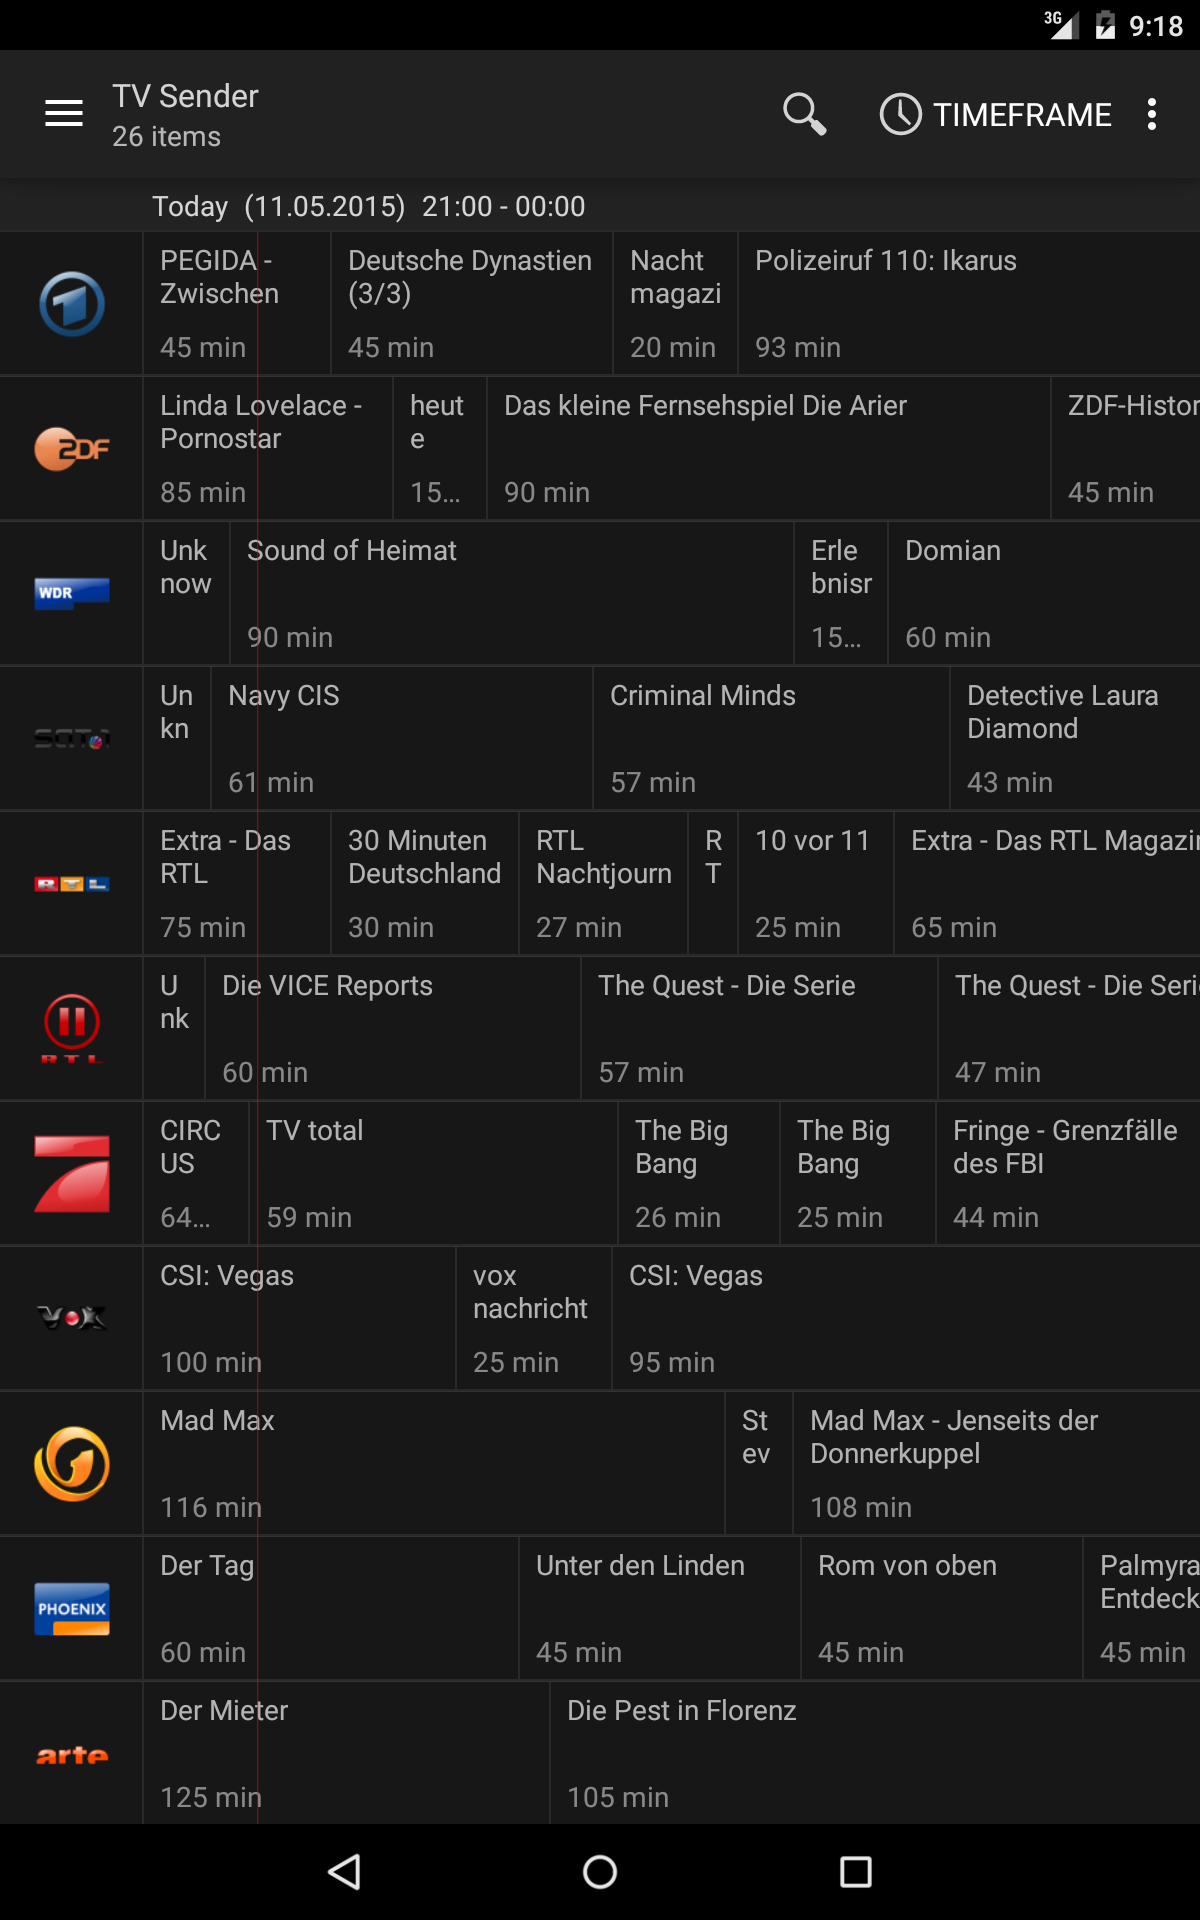 3G 9:18
TV Sender
26 items
TIMEFRAME
Today (11.05.2015) 21:00 - 00:00
PEGIDA -
Zwischen
45 min
Deutsche Dynastien
(3/3)
45 min
Nacht
magazi
20 min
Polizeiruf 110: Ikarus
93 min
ZDF
Linda Lovelace -
Pornostar
85 min
heut
e
15...
Das kleine Fernsehspiel Die Arier
90 min
ZDF-Histor
45 min
WDR
Unk
now
Sound of Heimat
90 min
Erle
bnisr
15...
Domian
60 min
SAT.1
Un
kn
Navy CIS
61 min
Criminal Minds
57 min
Detective Laura
Diamond
43 min
RTL
Extra - Das
RTL
75 min
30 Minuten
Deutschland
30 min
RTL
Nachtjourn
27 min
R
T
10 vor 11
25 min
Extra - Das RTL Magazi
65 min
II
RTL
U
nk
Die VICE Reports
60 min
The Quest - Die Serie
57 min
The Quest - Die Seri
47 min
7
CIRC
US
64...
TV total
59 min
The Big
Bang
26 min
The Big
Bang
25 min
Fringe - Grenzfälle
des FBI
44 min
VOX
CSI: Vegas
100 min
vox
nachricht
25 min
CSI: Vegas
95 min
Mad Max
116 min
St
ev
Mad Max - Jenseits der
Donnerkuppel
108 min
PHOENIX
Der Tag
60 min
Unter den Linden
45 min
Rom von oben
45 min
Palmyra
Entdeck
45 min
arte
Der Mieter
125 min
Die Pest in Florenz
105 min